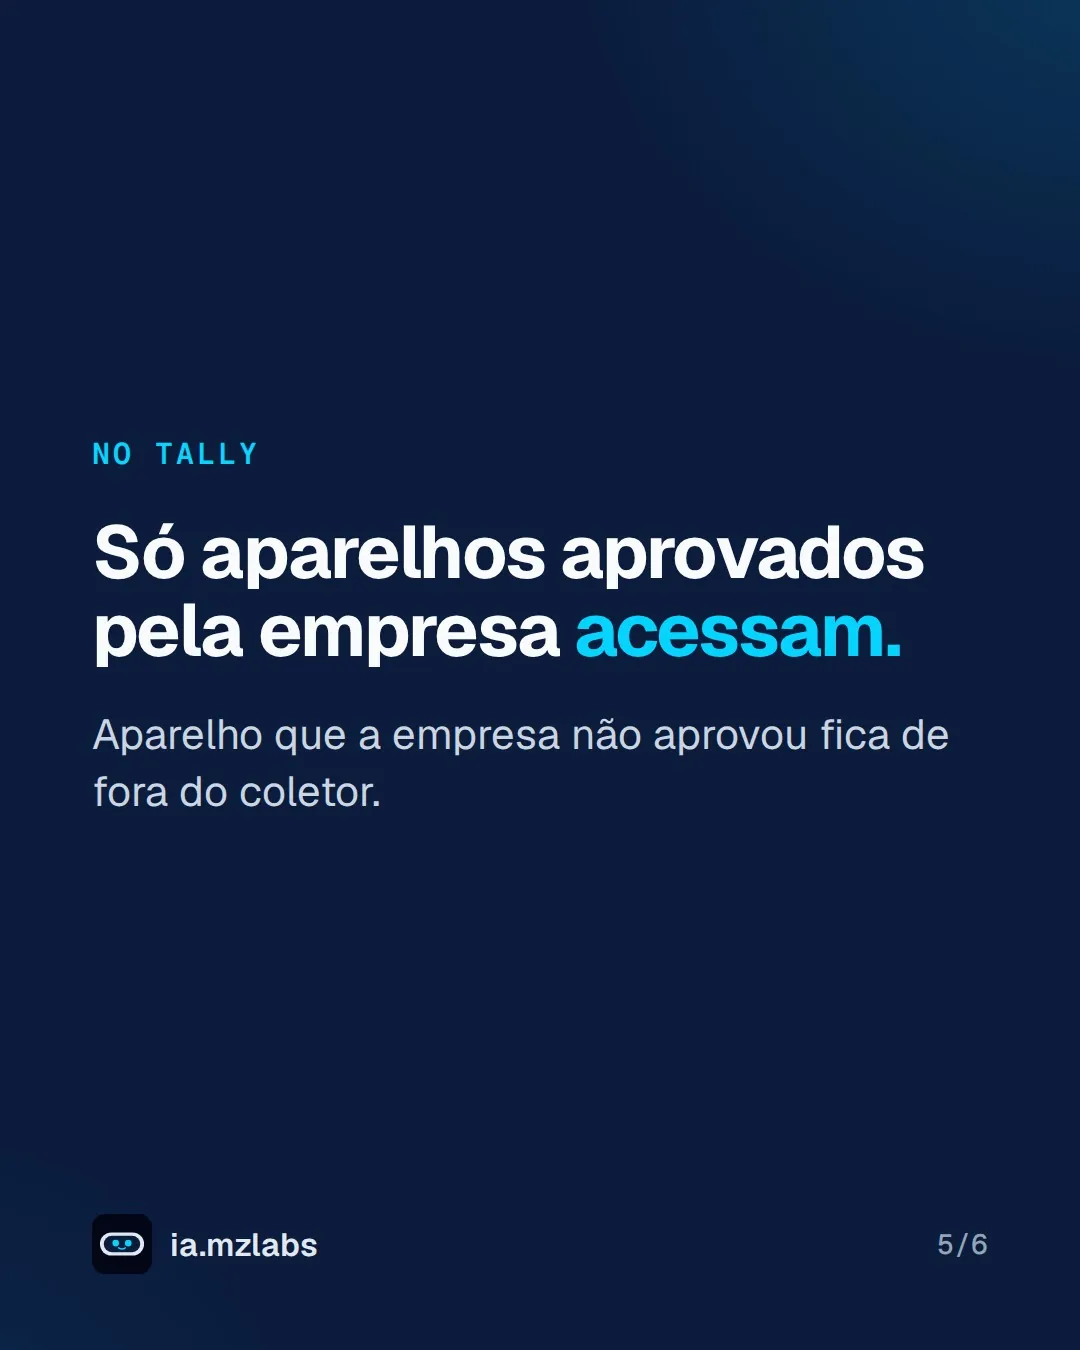 NO TALLY
Só aparelhos aprovados
pela empresa acessam.
Aparelho que a empresa não aprovou fica de
fora do coletor.
ia.mzlabs
5/6